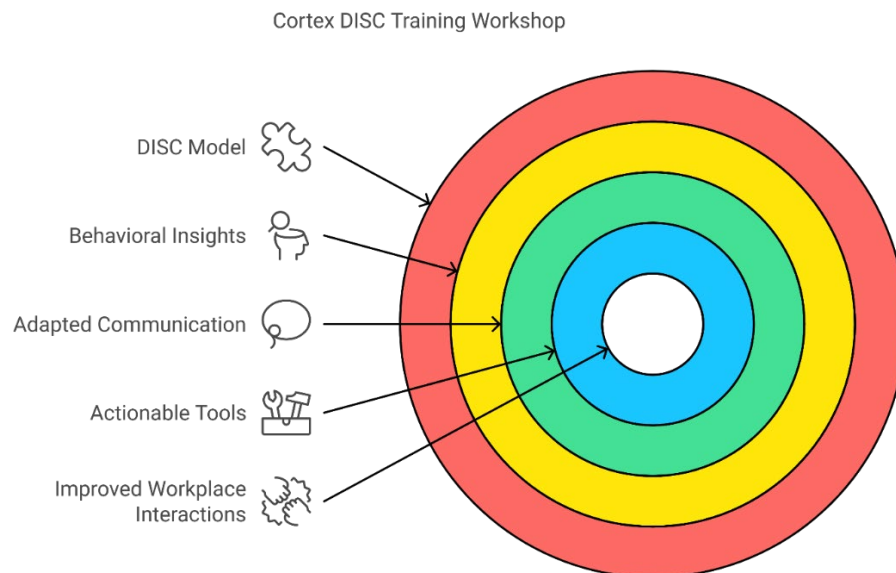 Cortex DISC Training Workshop
DISC Model
Behavioral Insights
Adapted Communication
Actionable Tools
Improved Workplace
Interactions